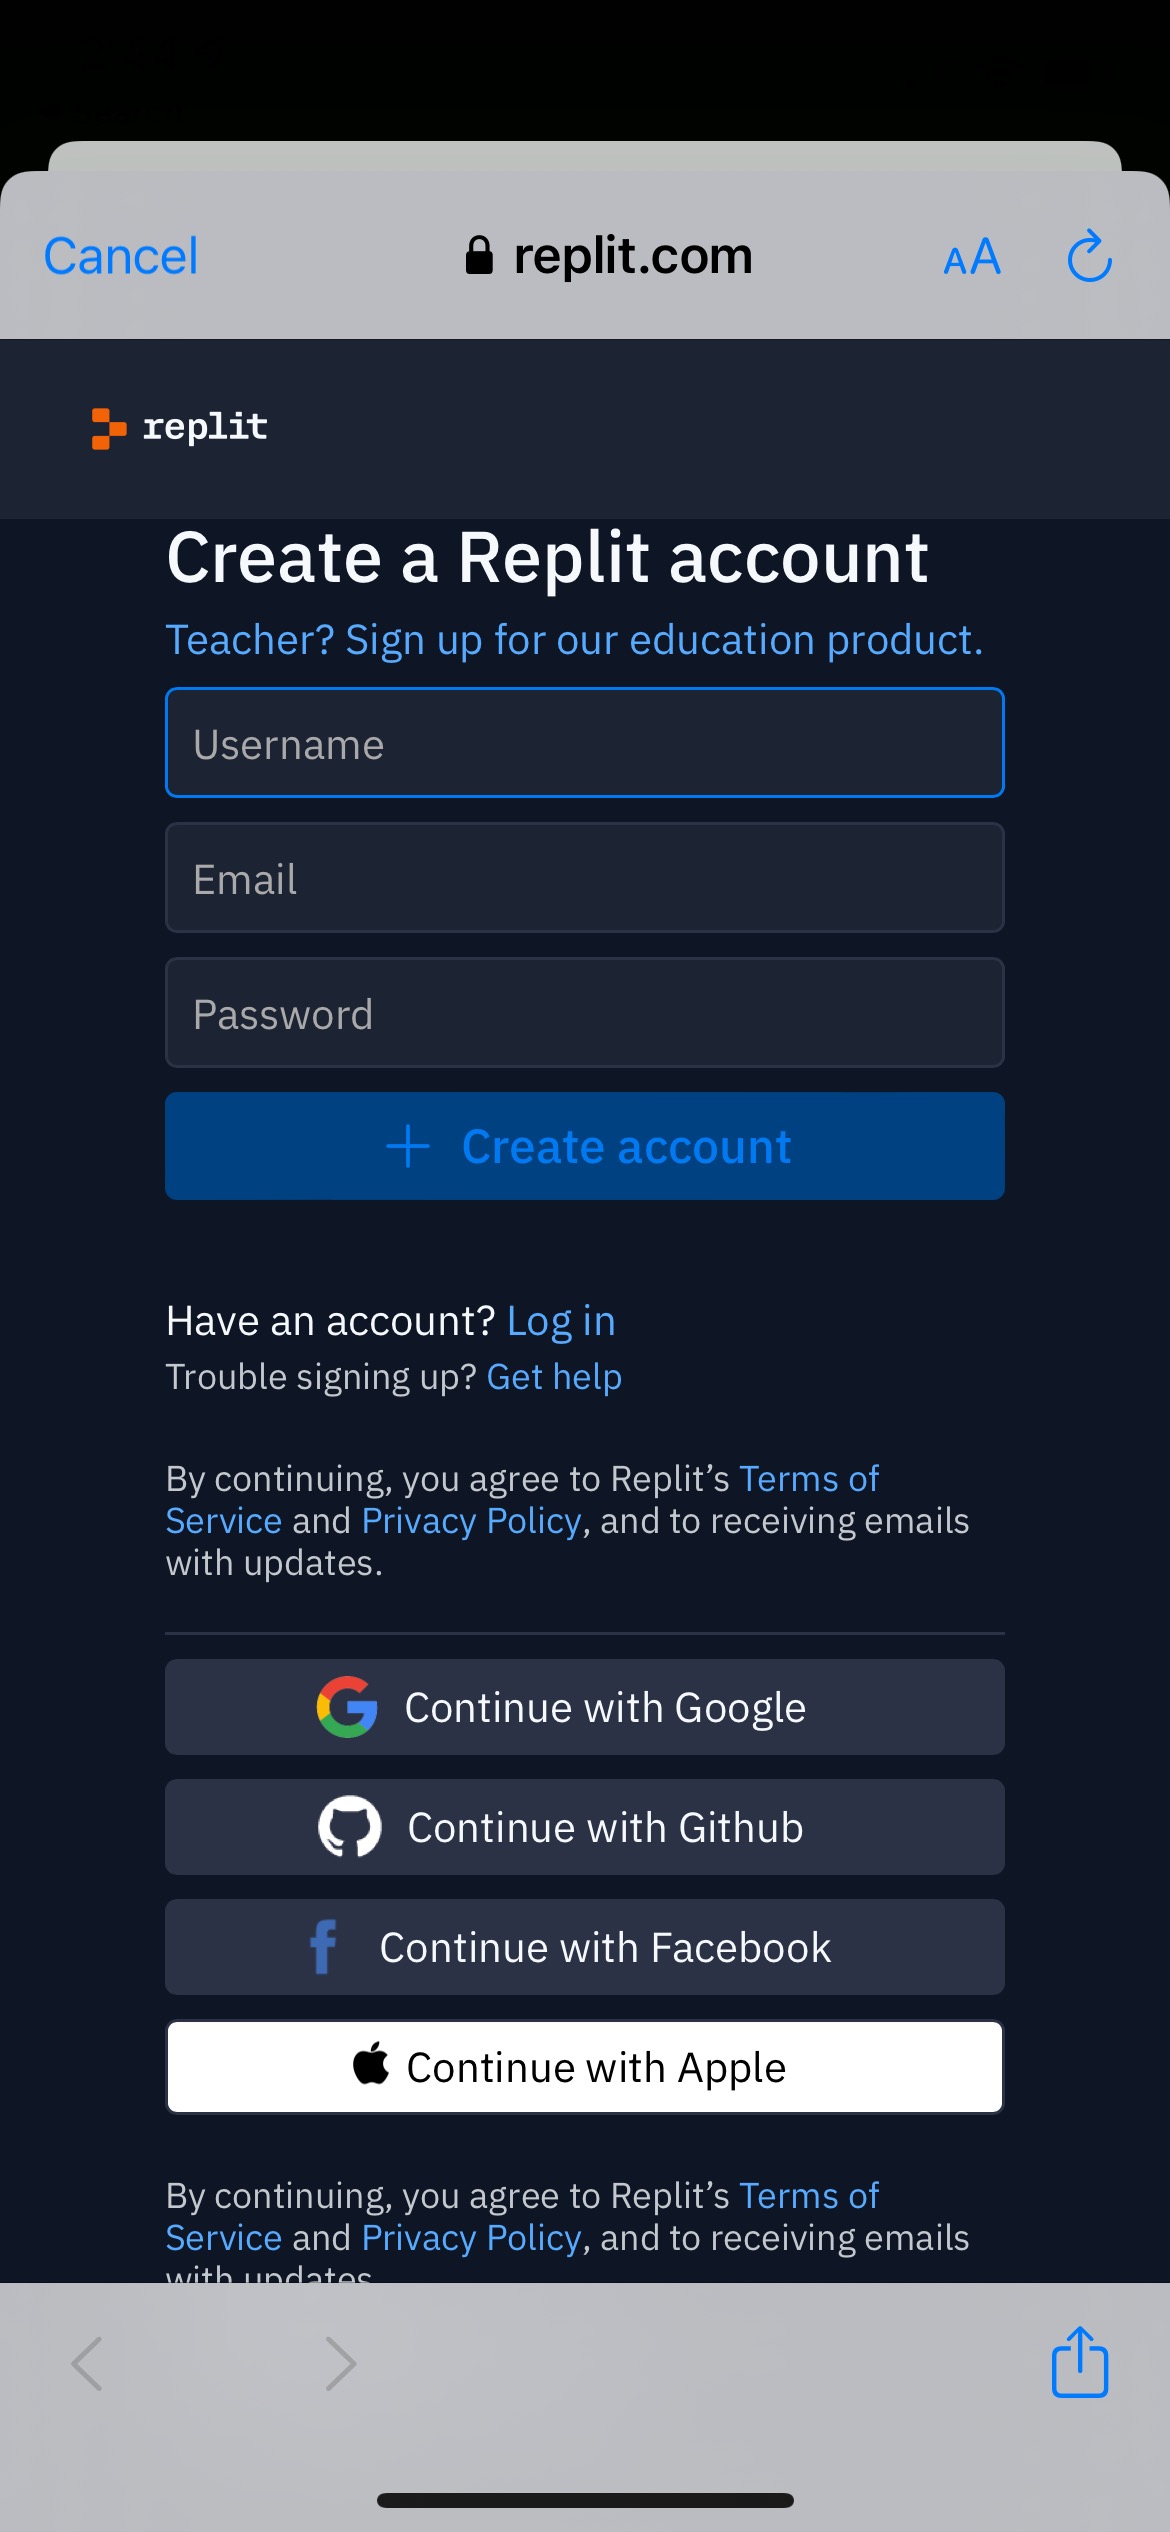 Cancel
replit.com
AA
replit
Create a Replit account
Teacher? Sign up for our education product.
Username
Email
Password
Create account
Have an account? Log in
Trouble signing up? Get help
By continuing, you agree to Replit’s Terms of
Service and Privacy Policy, and to receiving emails
with updates.
Continue with Google
Continue with Github
Continue with Facebook
Continue with Apple
By continuing, you agree to Replit’s Terms of
Service and Privacy Policy, and to receiving emails
with updates